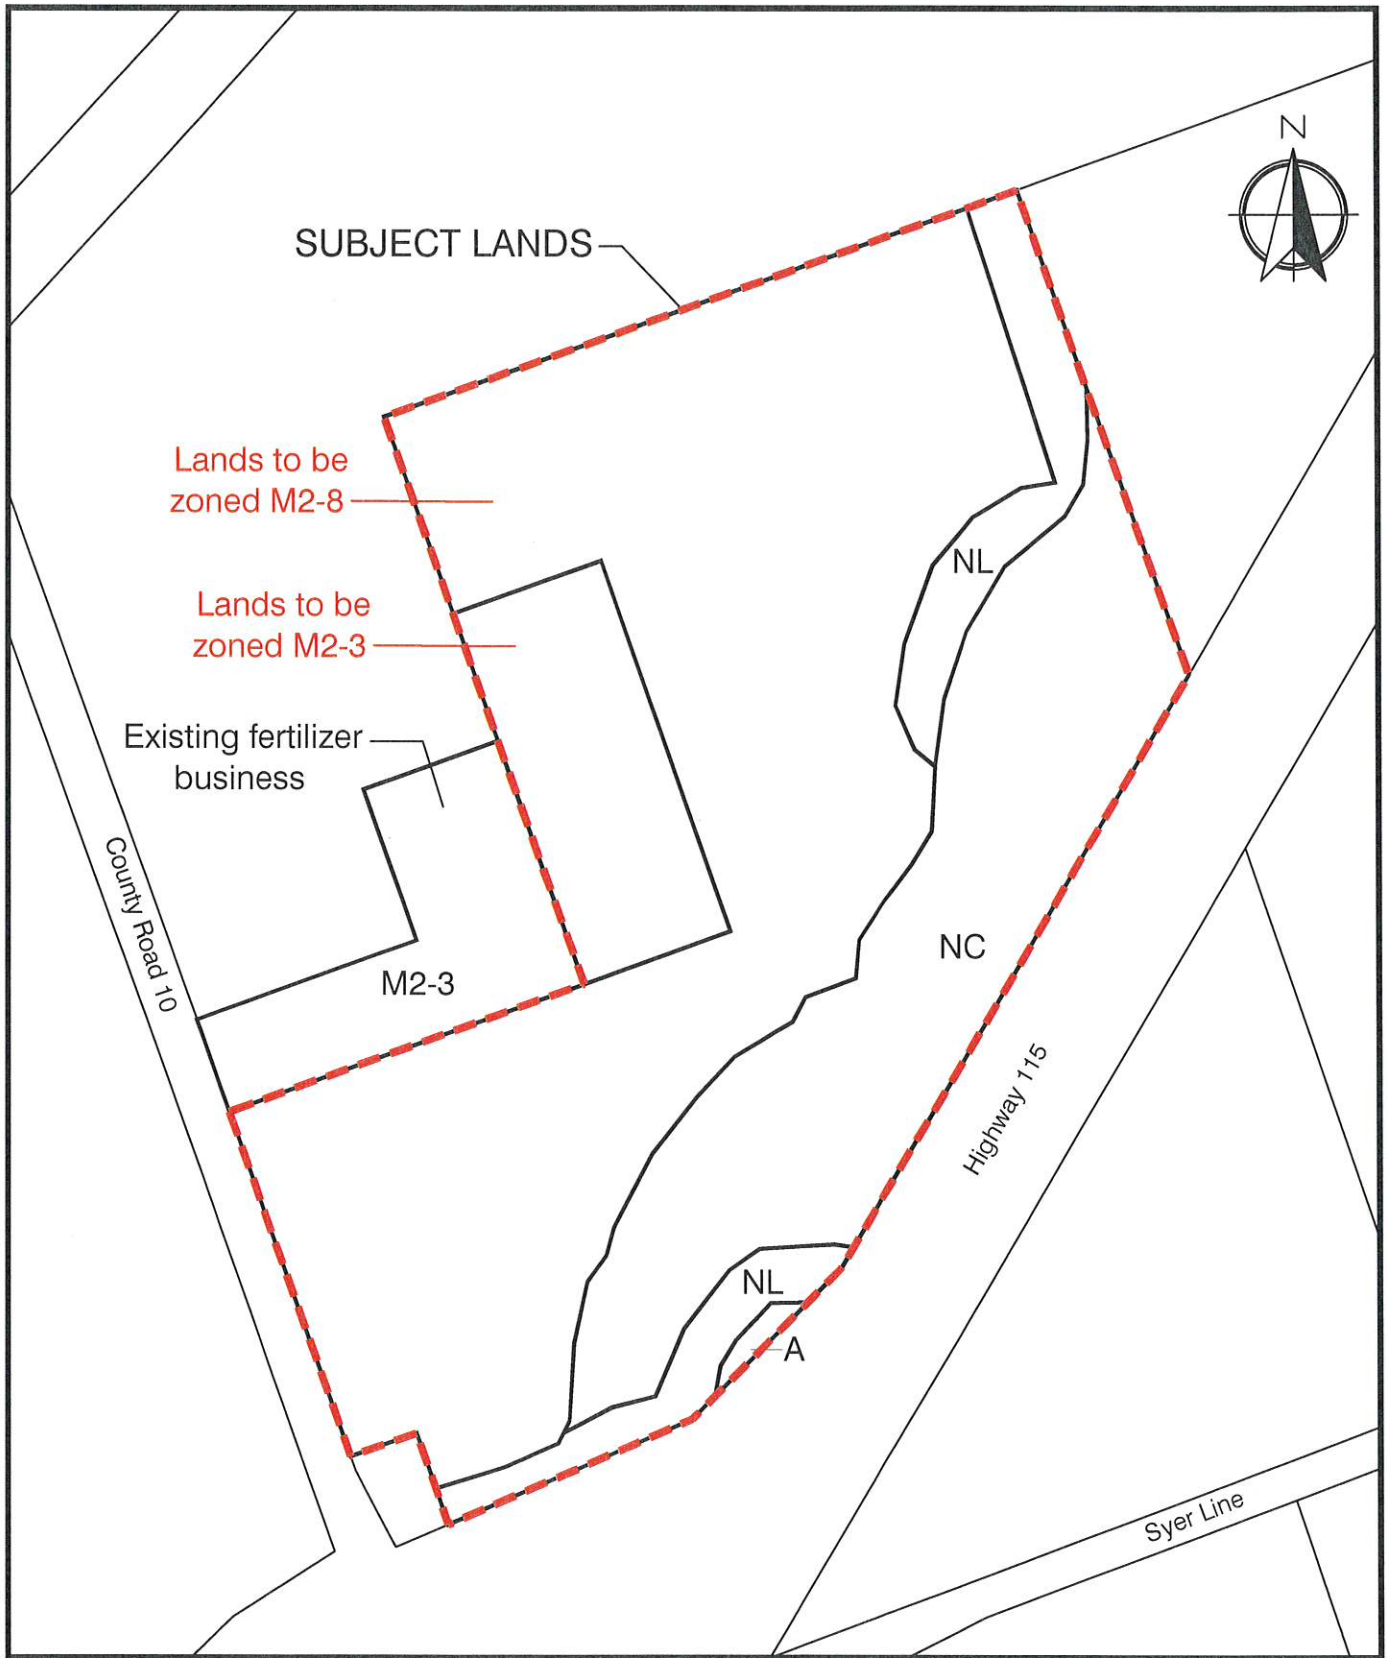 N
SUBJECT LANDS
Lands to be
zoned M2-8
NL
Lands to be
zoned M2-3
Existing fertilizer
business
County Road 10
NC
M2-3
Highway 115
NL
A
Syer Line